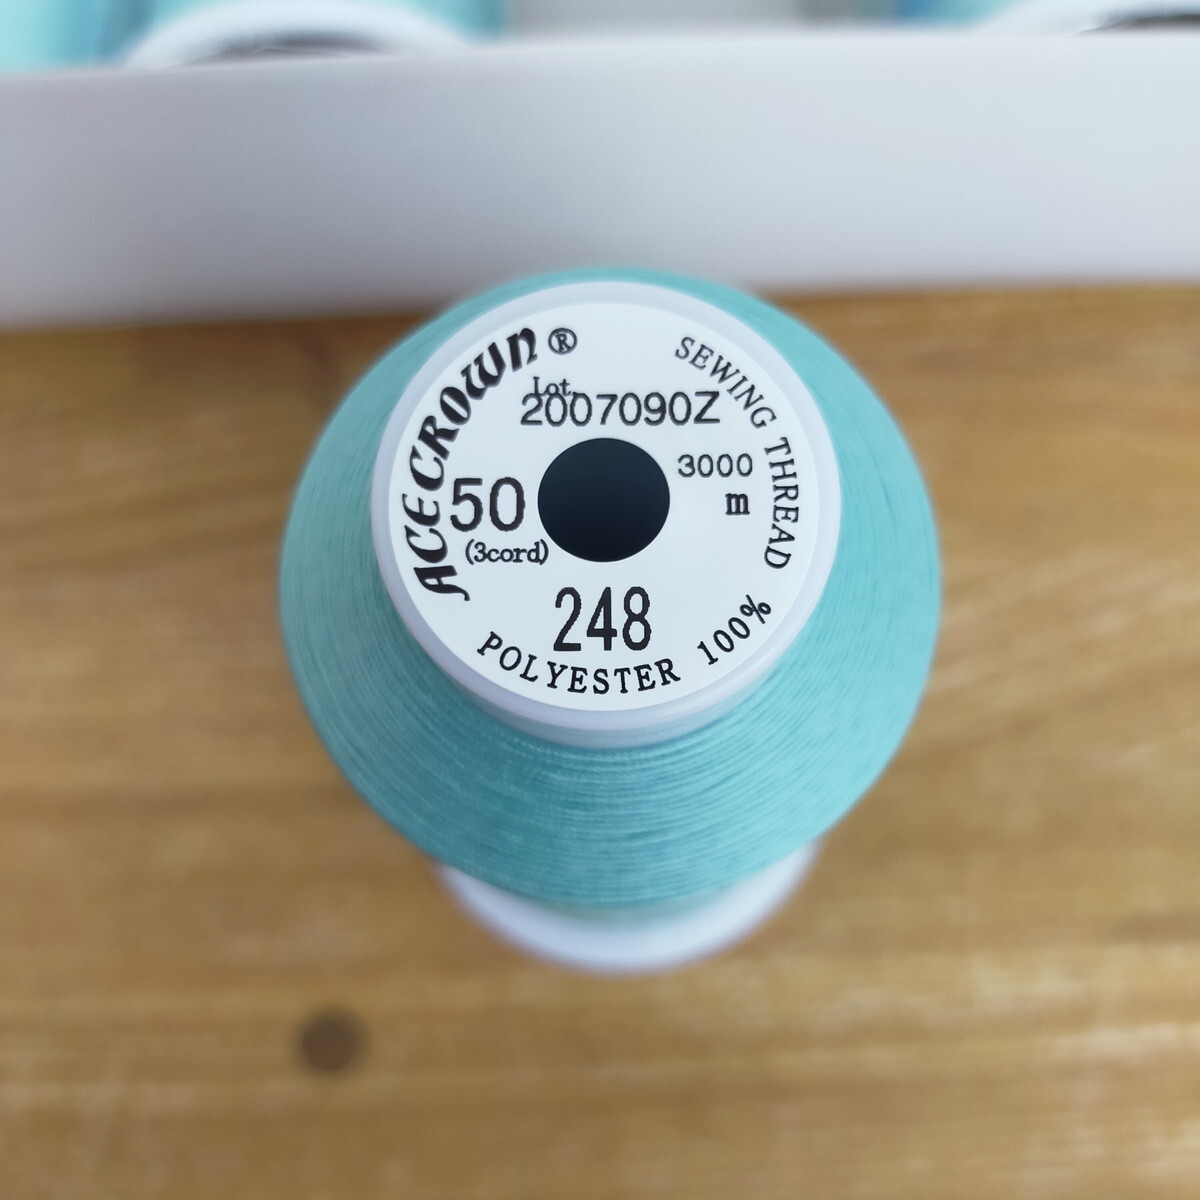 ACECROWN®
SEWING THREAD
Lot.
2007090Z
50
(3cord)
3000
m
248
POLYESTER 100%